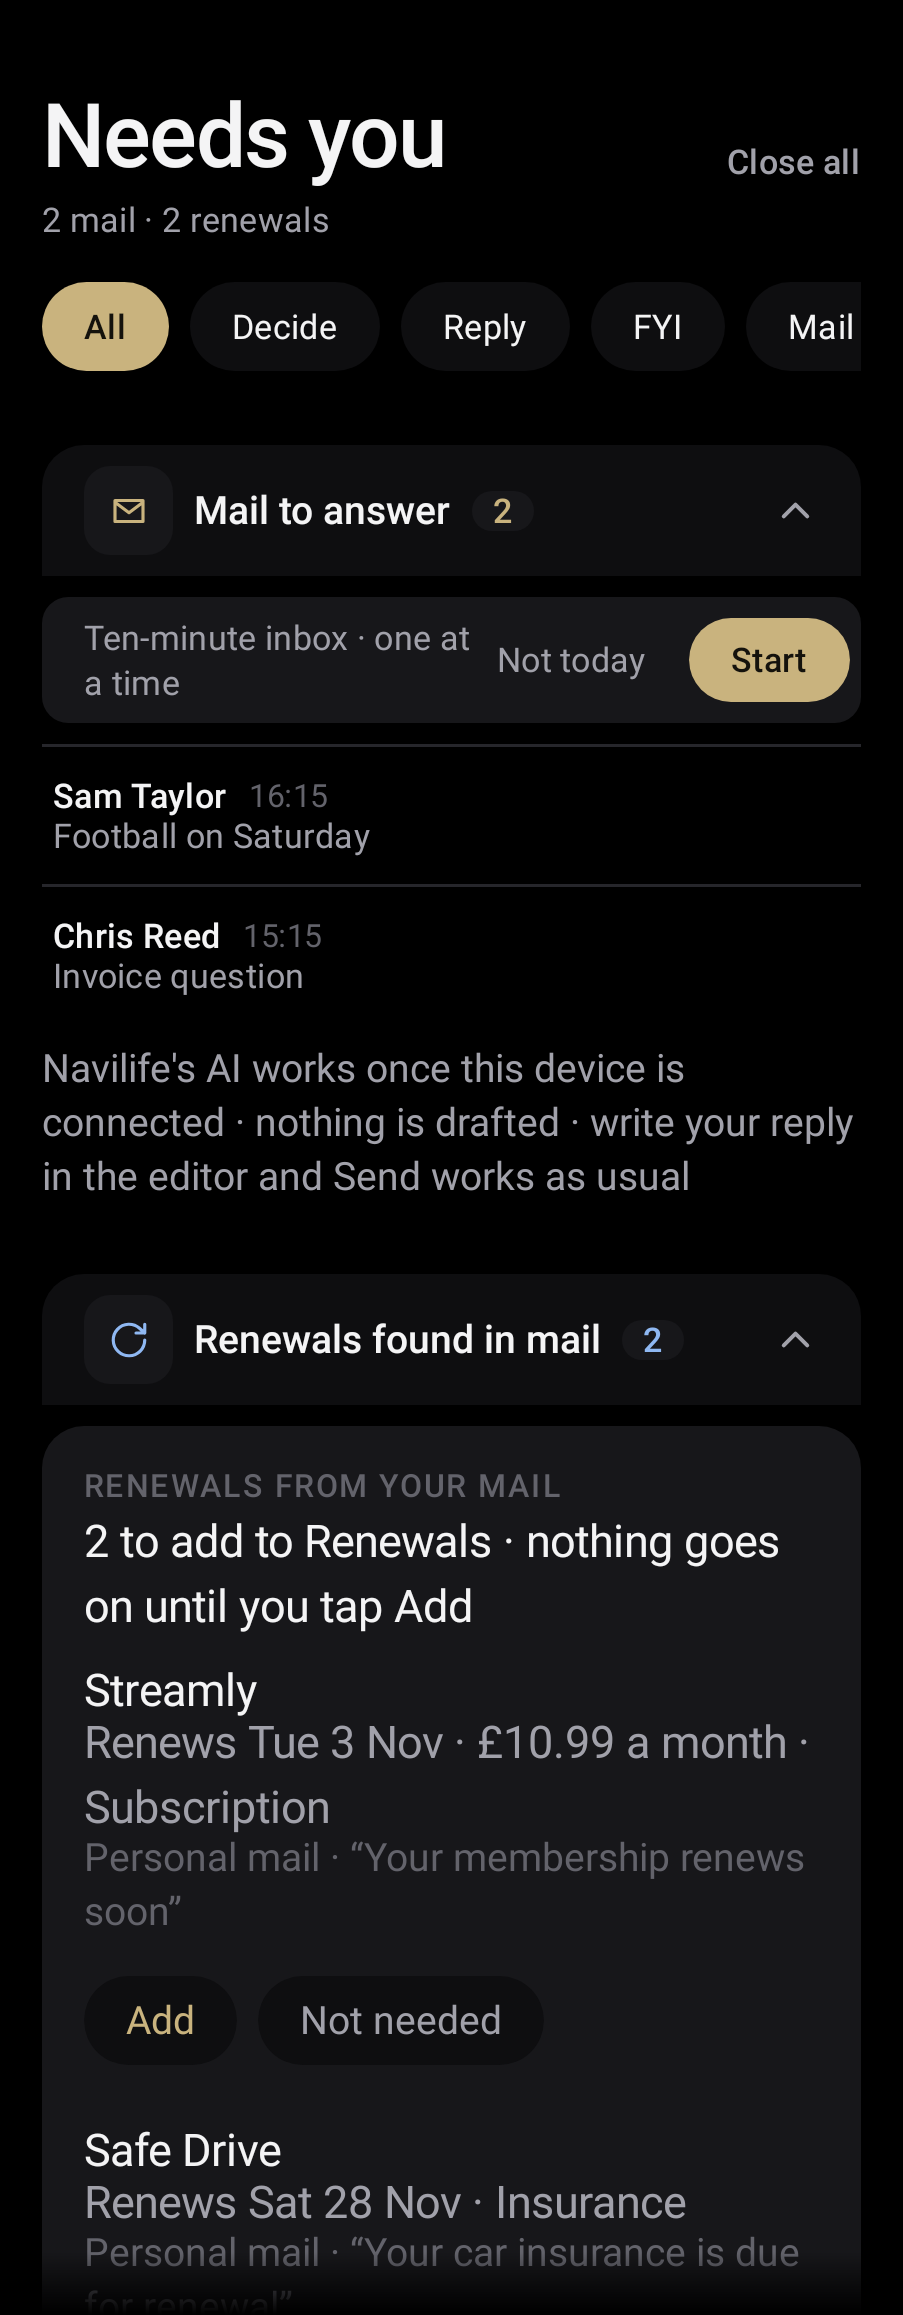 Needs you
Close all
2 mail · 2 renewals
All
Decide
Reply
FYI
Mail
Mail to answer
2
Ten-minute inbox · one at
a time
Not today
Start
Sam Taylor 16:15
Football on Saturday
Chris Reed 15:15
Invoice question
Navilife's AI works once this device is
connected · nothing is drafted · write your reply
in the editor and Send works as usual
Renewals found in mail
2
RENEWALS FROM YOUR MAIL
2 to add to Renewals · nothing goes
on until you tap Add
Streamly
Renews Tue 3 Nov · £10.99 a month ·
Subscription
Personal mail · “Your membership renews
soon”
Add
Not needed
Safe Drive
Renews Sat 28 Nov · Insurance
Personal mail · “Your car insurance is due
for renewal”